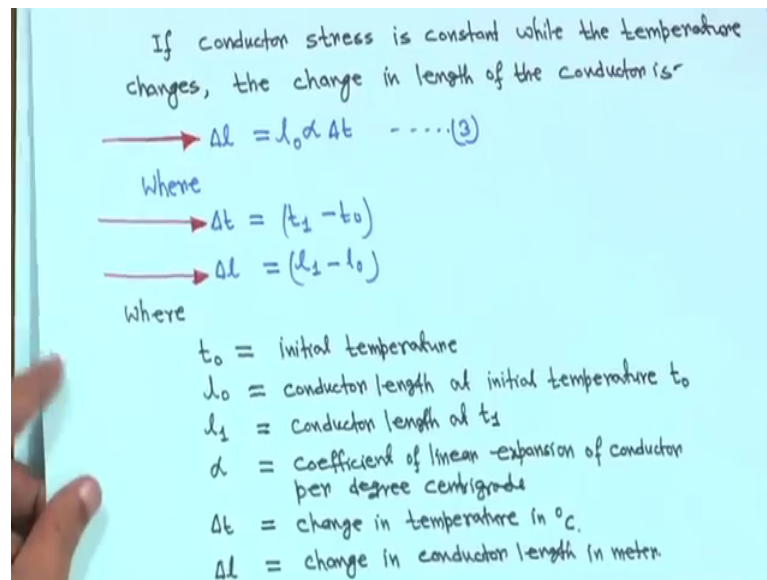 If conductor stress is constant while the temperature
changes, the change in length of the conductor is-
Δl = l₀ α Δt ‑‑‑‑‑(3)
Where
Δt = (t₁ - t₀)
Δl = (l₁ - l₀)
where
t₀ = initial temperature
l₀ = conductor length at initial temperature t₀
l₁ = conductor length at t₁
α = coefficient of linear expansion of conductor
per degree centigrade
Δt = change in temperature in °C.
Δl = change in conductor length in meter.